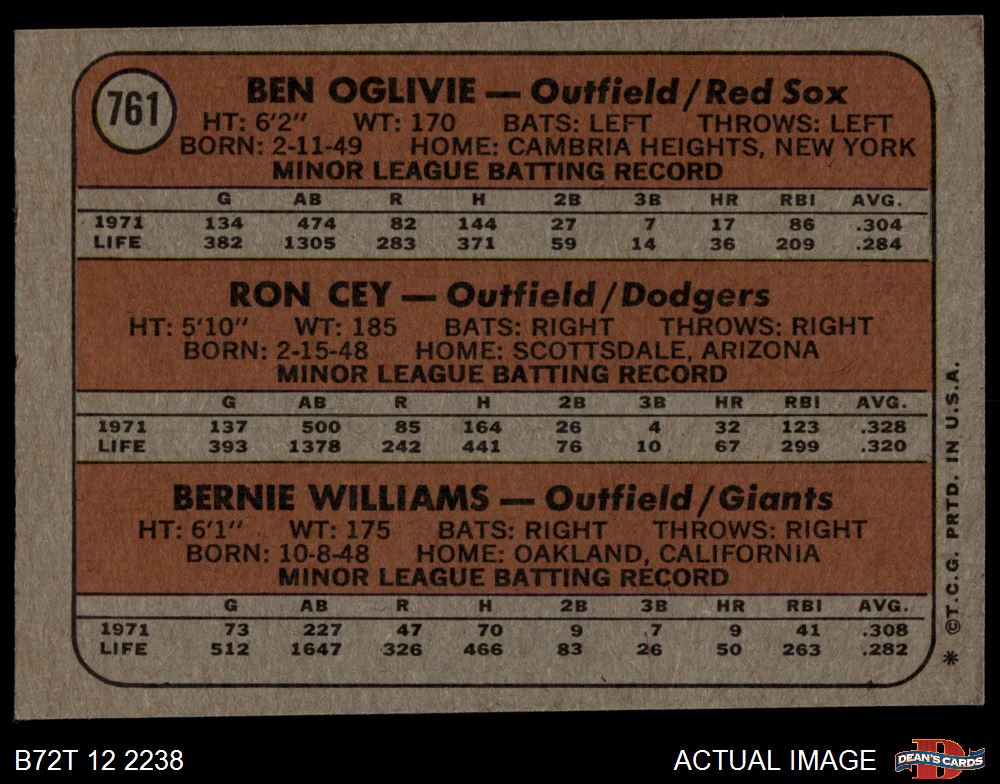 761
BEN OGLIVIE — Outfield/Red Sox
HT: 6'2" WT: 170 BATS: LEFT THROWS: LEFT
BORN: 2-11-49 HOME: CAMBRIA HEIGHTS, NEW YORK
MINOR LEAGUE BATTING RECORD
G AB R H 2B 3B HR RBI AVG.
1971 134 474 82 144 27 7 17 86 .304
LIFE 382 1305 283 371 59 14 36 209 .284
RON CEY — Outfield/Dodgers
HT: 5'10" WT: 185 BATS: RIGHT THROWS: RIGHT
BORN: 2-15-48 HOME: SCOTTSDALE, ARIZONA
MINOR LEAGUE BATTING RECORD
G AB R H 2B 3B HR RBI AVG.
1971 137 500 85 164 26 4 32 123 .328
LIFE 393 1378 242 441 76 10 67 299 .320
BERNIE WILLIAMS — Outfield/Giants
HT: 6'1" WT: 175 BATS: RIGHT THROWS: RIGHT
BORN: 10-8-48 HOME: OAKLAND, CALIFORNIA
MINOR LEAGUE BATTING RECORD
G AB R H 2B 3B HR RBI AVG.
1971 73 227 47 70 9 7 9 41 .308
LIFE 512 1647 326 466 83 26 50 263 .282
* ©T.C.G. PRTD. IN U.S.A.
B72T 12 2238
ACTUAL IMAGE
D
DEAN'S CARDS